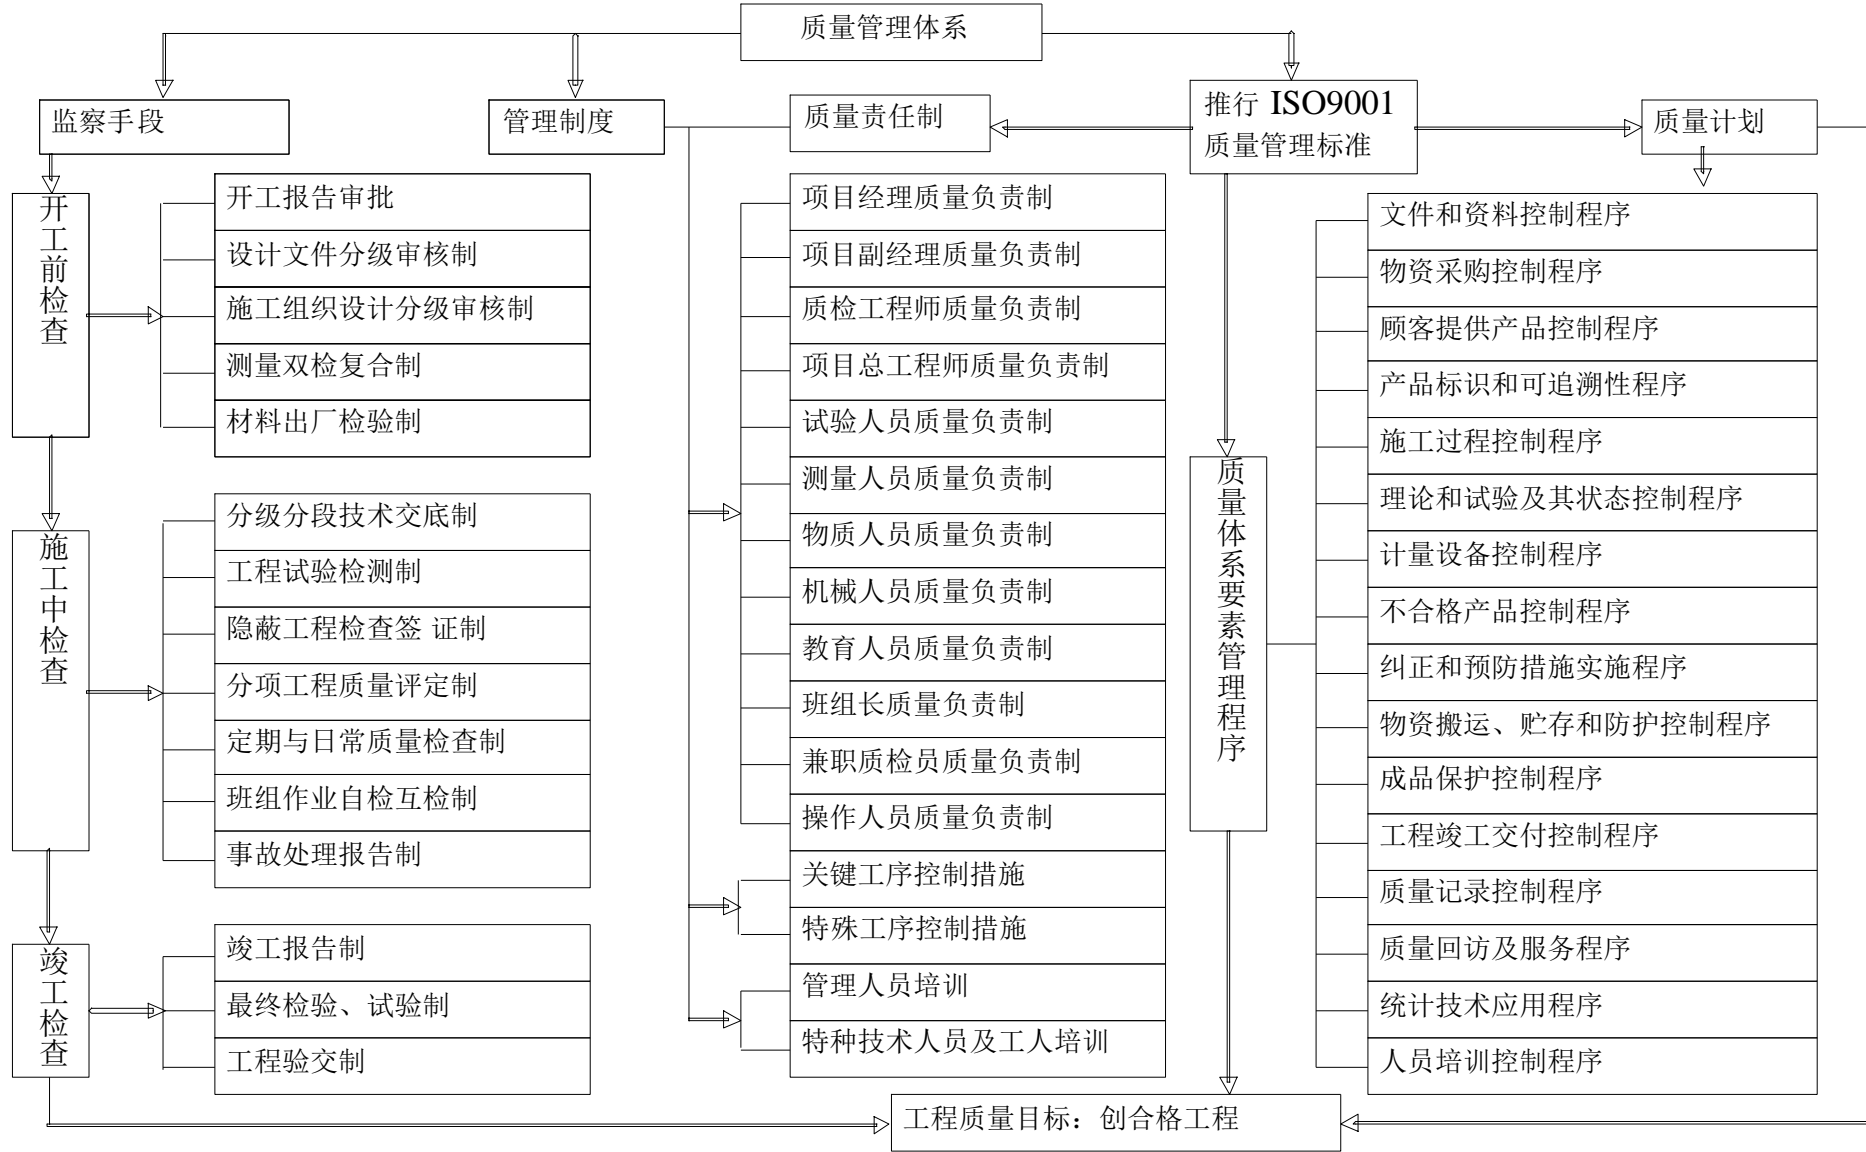 质量管理体系
监察手段
管理制度
质量责任制
推行 ISO9001
质量管理标准
质量计划
开工前检查
开工报告审批
设计文件分级审核制
施工组织设计分级审核制
测量双检复合制
材料出厂检验制
施工中检查
分级分段技术交底制
工程试验检测制
隐蔽工程检查签 证制
分项工程质量评定制
定期与日常质量检查制
班组作业自检互检制
事故处理报告制
竣工检查
竣工报告制
最终检验、试验制
工程验交制
项目经理质量负责制
项目副经理质量负责制
质检工程师质量负责制
项目总工程师质量负责制
试验人员质量负责制
测量人员质量负责制
物质人员质量负责制
机械人员质量负责制
教育人员质量负责制
班组长质量负责制
兼职质检员质量负责制
操作人员质量负责制
关键工序控制措施
特殊工序控制措施
管理人员培训
特种技术人员及工人培训
质量体系要素管理程序
文件和资料控制程序
物资采购控制程序
顾客提供产品控制程序
产品标识和可追溯性程序
施工过程控制程序
理论和试验及其状态控制程序
计量设备控制程序
不合格产品控制程序
纠正和预防措施实施程序
物资搬运、贮存和防护控制程序
成品保护控制程序
工程竣工交付控制程序
质量记录控制程序
质量回访及服务程序
统计技术应用程序
人员培训控制程序
工程质量目标：创合格工程